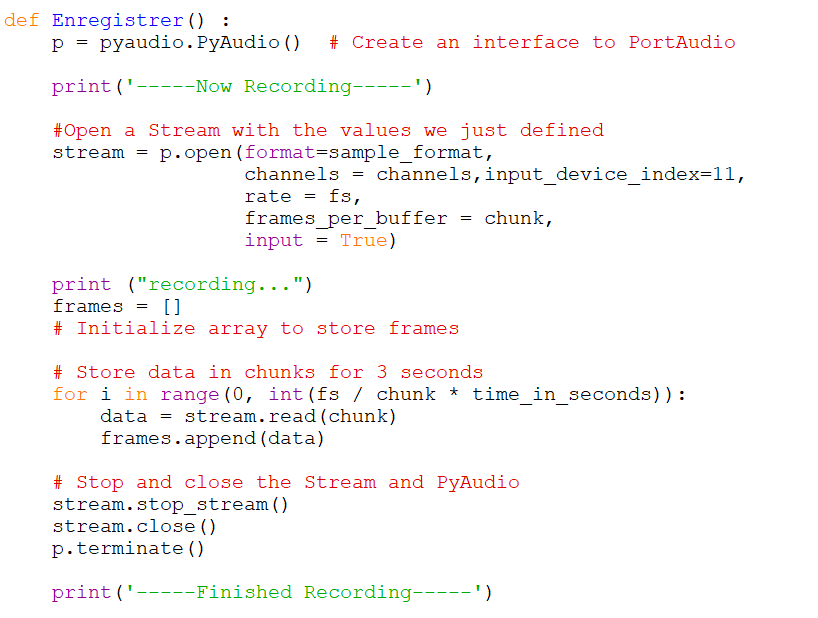 def Enregistrer() :
    p = pyaudio.PyAudio()  # Create an interface to PortAudio

    print('-----Now Recording-----')

    #Open a Stream with the values we just defined
    stream = p.open(format=sample_format,
                    channels = channels,input_device_index=11,
                    rate = fs,
                    frames_per_buffer = chunk,
                    input = True)

    print ("recording...")
    frames = []
    # Initialize array to store frames

    # Store data in chunks for 3 seconds
    for i in range(0, int(fs / chunk * time_in_seconds)):
        data = stream.read(chunk)
        frames.append(data)

    # Stop and close the Stream and PyAudio
    stream.stop_stream()
    stream.close()
    p.terminate()

    print('-----Finished Recording-----')